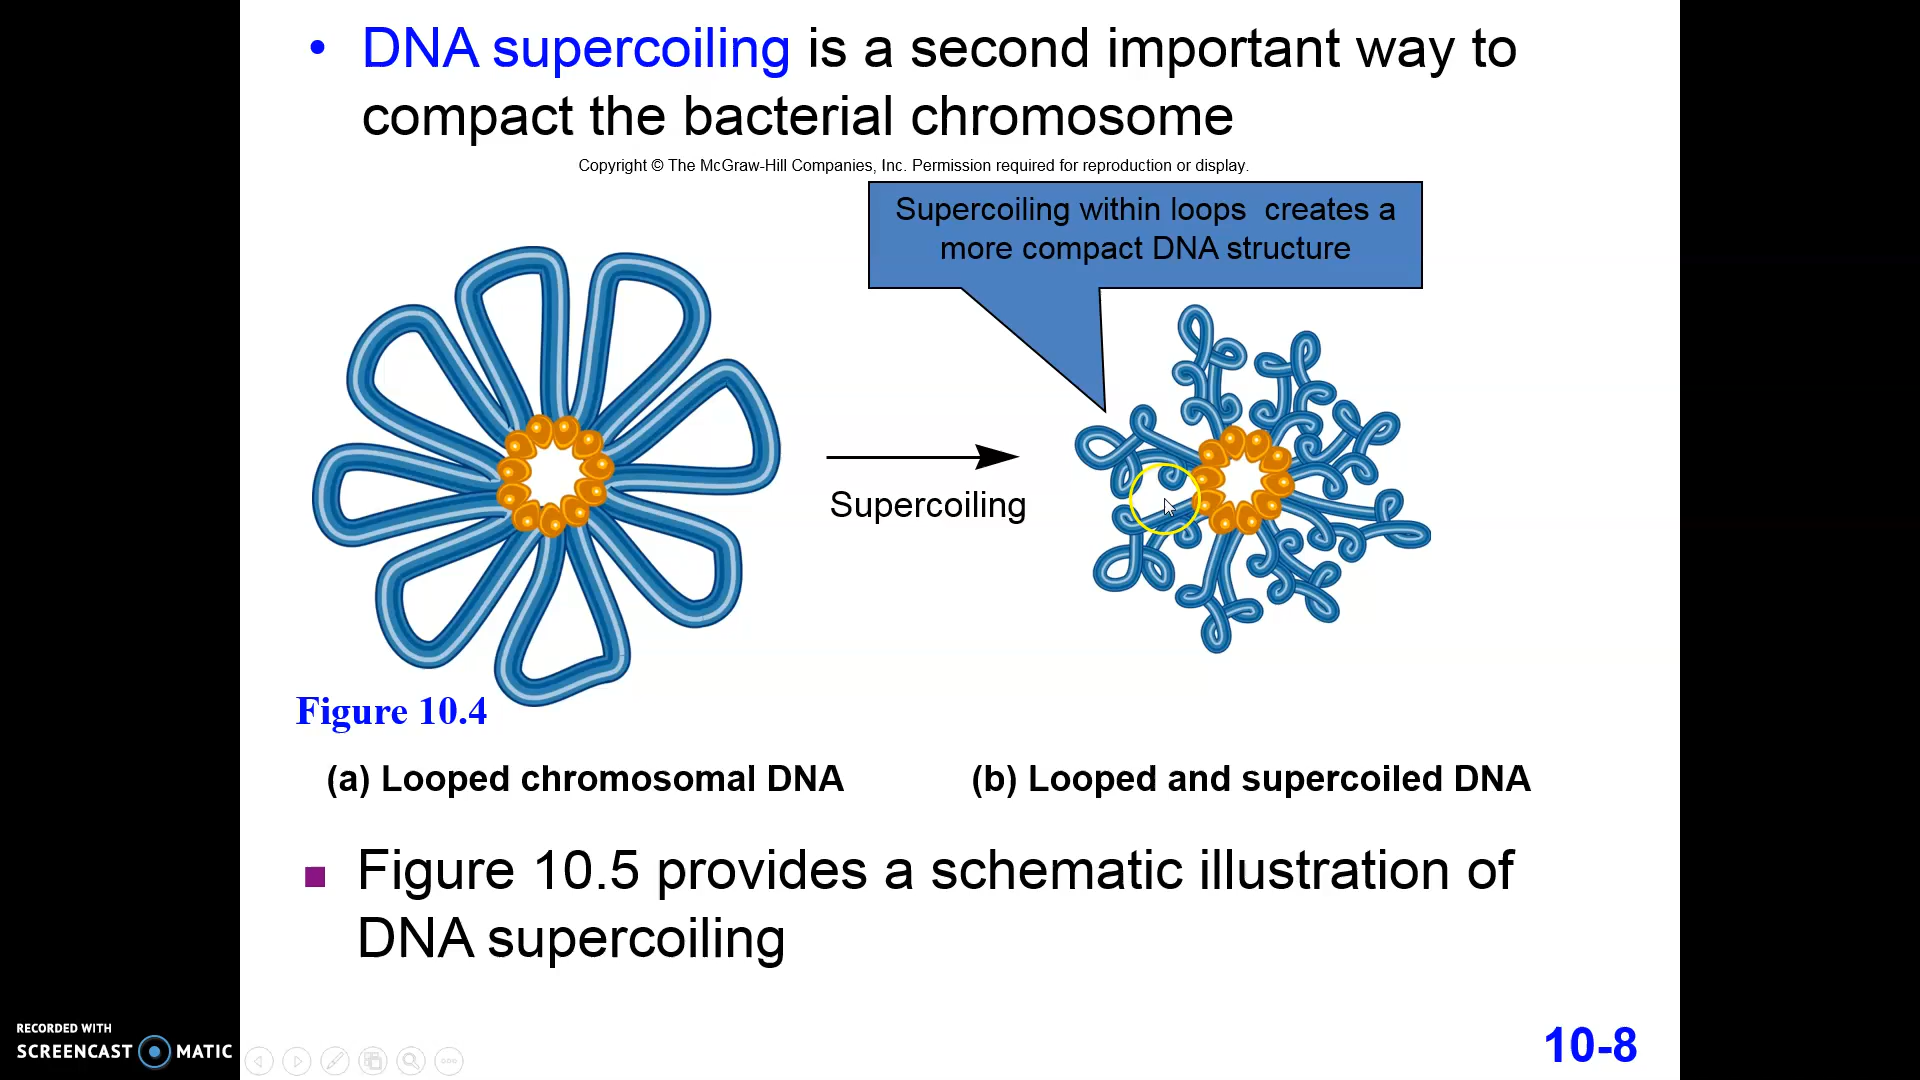 • DNA supercoiling is a second important way to
compact the bacterial chromosome
Copyright © The McGraw-Hill Companies, Inc. Permission required for reproduction or display.
Supercoiling within loops creates a
more compact DNA structure
Supercoiling
Figure 10.4
(a) Looped chromosomal DNA
(b) Looped and supercoiled DNA
■ Figure 10.5 provides a schematic illustration of
DNA supercoiling
10-8
RECORDED WITH
SCREENCAST MATIC